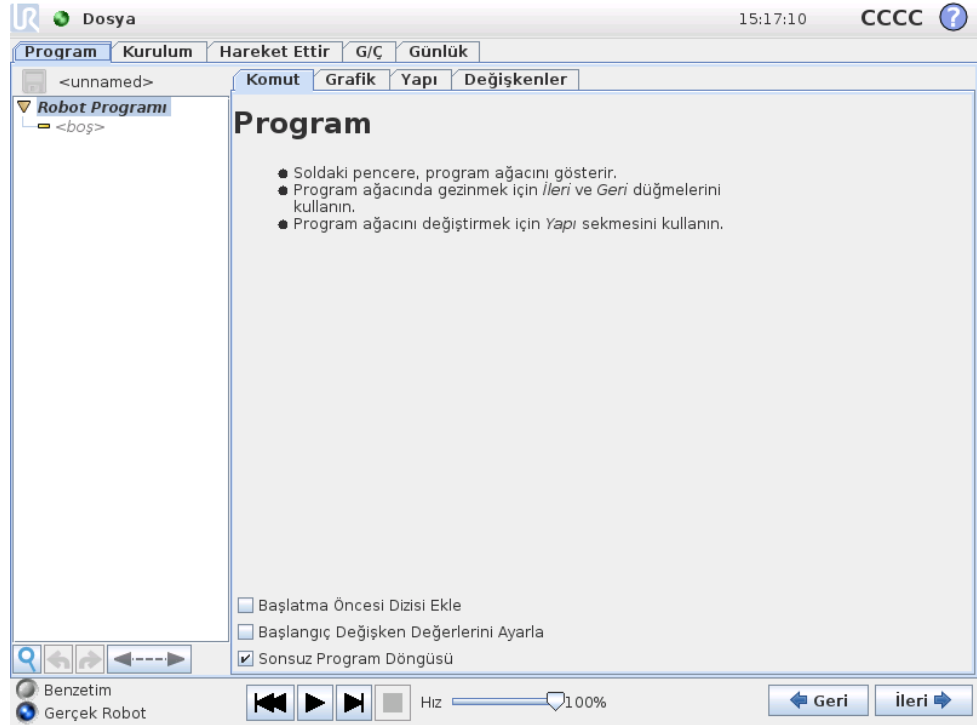 UR Dosya 15:17:10 CCCC ?
Program Kurulum Hareket Ettir G/Ç Günlük
<unnamed>
Komut Grafik Yapı Değişkenler
Robot Programı
<boş>
Program
Soldaki pencere, program ağacını gösterir.
Program ağacında gezinmek için İleri ve Geri düğmelerini
kullanın.
Program ağacını değiştirmek için Yapı sekmesini kullanın.
Başlatma Öncesi Dizisi Ekle
Başlangıç Değişken Değerlerini Ayarla
Sonsuz Program Döngüsü
Benzetim
Gerçek Robot
Hız 100%
Geri İleri